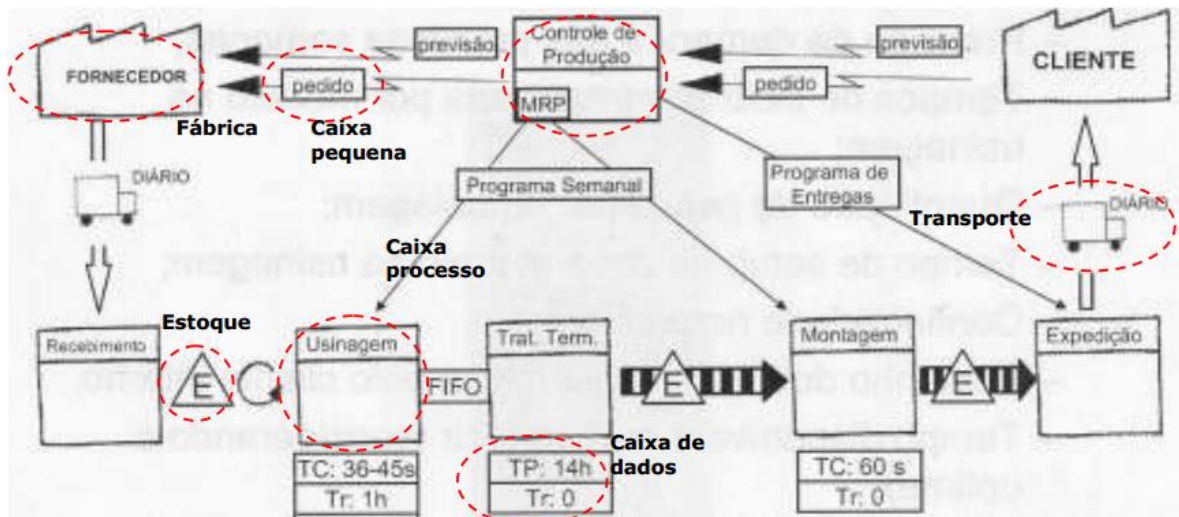 previsão
Controle de
Produção
previsão
FORNECEDOR
pedido
pedido
CLIENTE
MRP
Fábrica
Caixa
pequena
DIÁRIO
Programa Semanal
Programa de
Entregas
Transporte
DIÁRIO
Caixa
processo
Estoque
Recebimento
Usinagem
Trat. Term.
Montagem
Expedição
E
FIFO
E
E
Caixa de
dados
TC: 36-45s
TP: 14h
TC: 60 s
Tr: 1h
Tr: 0
Tr: 0